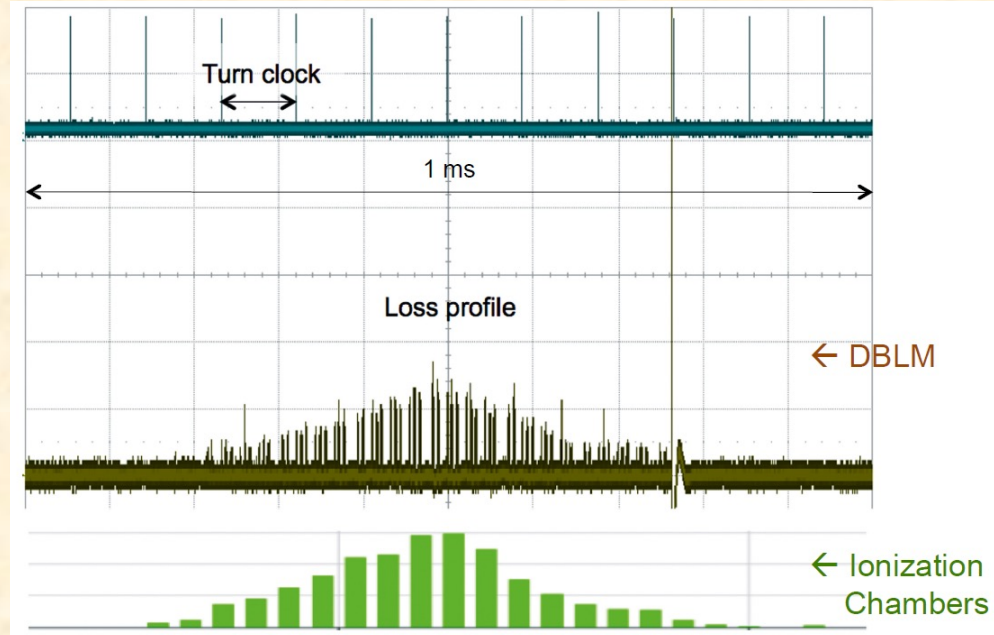 Turn clock
1 ms
Loss profile
← DBLM
← Ionization
Chambers